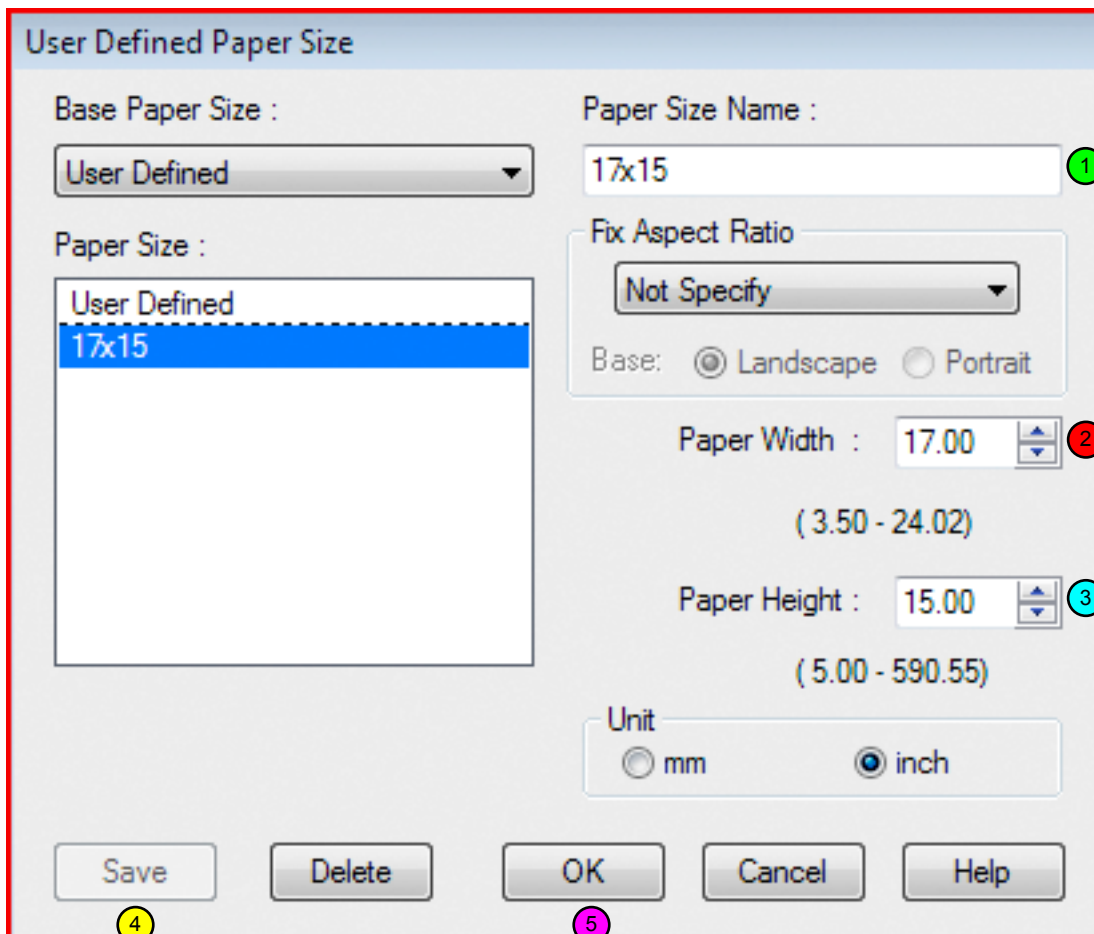 User Defined Paper Size
Base Paper Size :
User Defined
Paper Size :
User Defined
17x15
Paper Size Name :
17x15
1
Fix Aspect Ratio
Not Specify
Base: Landscape Portrait
Paper Width : 17.00
2
( 3.50 - 24.02)
Paper Height : 15.00
3
( 5.00 - 590.55)
Unit
mm inch
Save Delete OK Cancel Help
4 5